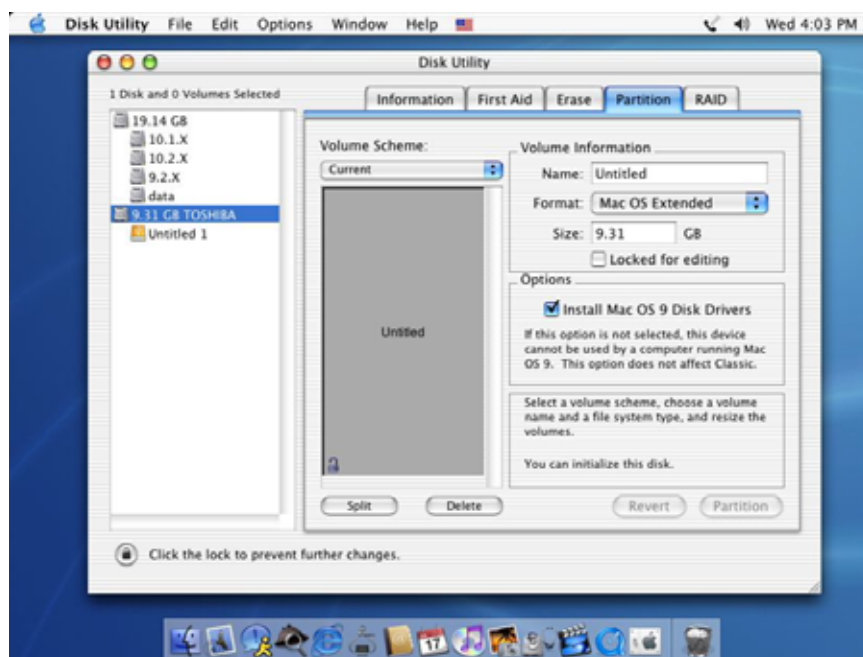 Disk Utility File Edit Options Window Help Wed 4:03 PM
Disk Utility
1 Disk and 0 Volumes Selected
Information First Aid Erase Partition RAID
19.14 GB
10.1.X
10.2.X
9.2.X
data
9.31 GB TOSHIBA
Untitled 1
Volume Scheme:
Current
Untitled
Split Delete
Volume Information
Name: Untitled
Format: Mac OS Extended
Size: 9.31 GB
Locked for editing
Options
Install Mac OS 9 Disk Drivers
If this option is not selected, this device
cannot be used by a computer running Mac
OS 9. This option does not affect Classic.
Select a volume scheme, choose a volume
name and a file system type, and resize the
volumes.
You can initialize this disk.
Revert Partition
Click the lock to prevent further changes.
17